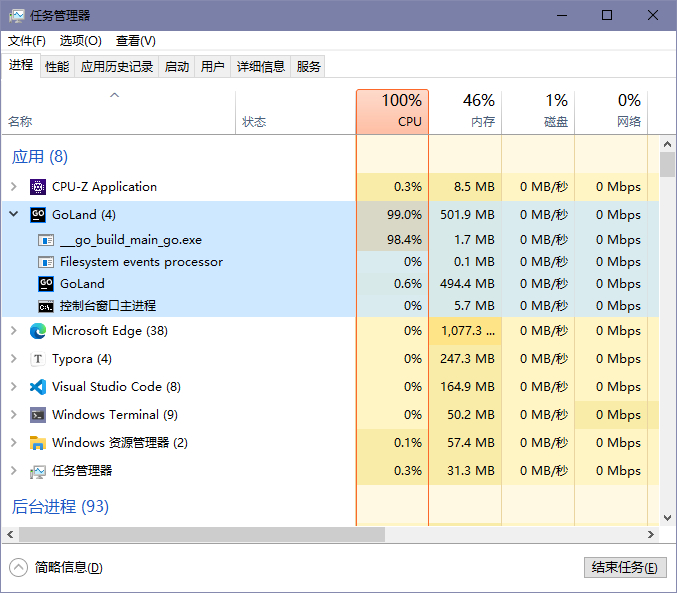 任务管理器
文件(F) 选项(O) 查看(V)
进程 性能 应用历史记录 启动 用户 详细信息 服务
100% 46% 1% 0%
名称 状态 CPU 内存 磁盘 网络
应用 (8)
CPU-Z Application 0.3% 8.5 MB 0 MB/秒 0 Mbps
GO GoLand (4) 99.0% 501.9 MB 0 MB/秒 0 Mbps
__go_build_main_go.exe 98.4% 1.7 MB 0 MB/秒 0 Mbps
Filesystem events processor 0% 0.1 MB 0 MB/秒 0 Mbps
GO GoLand 0.6% 494.4 MB 0 MB/秒 0 Mbps
C:\. 控制台窗口主进程 0% 5.7 MB 0 MB/秒 0 Mbps
Microsoft Edge (38) 0% 1,077.3 ... 0 MB/秒 0 Mbps
T Typora (4) 0% 247.3 MB 0 MB/秒 0 Mbps
Visual Studio Code (8) 0% 164.9 MB 0 MB/秒 0 Mbps
Windows Terminal (9) 0% 50.2 MB 0 MB/秒 0 Mbps
Windows 资源管理器 (2) 0.1% 57.4 MB 0 MB/秒 0 Mbps
任务管理器 0.3% 31.3 MB 0 MB/秒 0 Mbps
后台进程 (93)
简略信息(D) 结束任务(E)